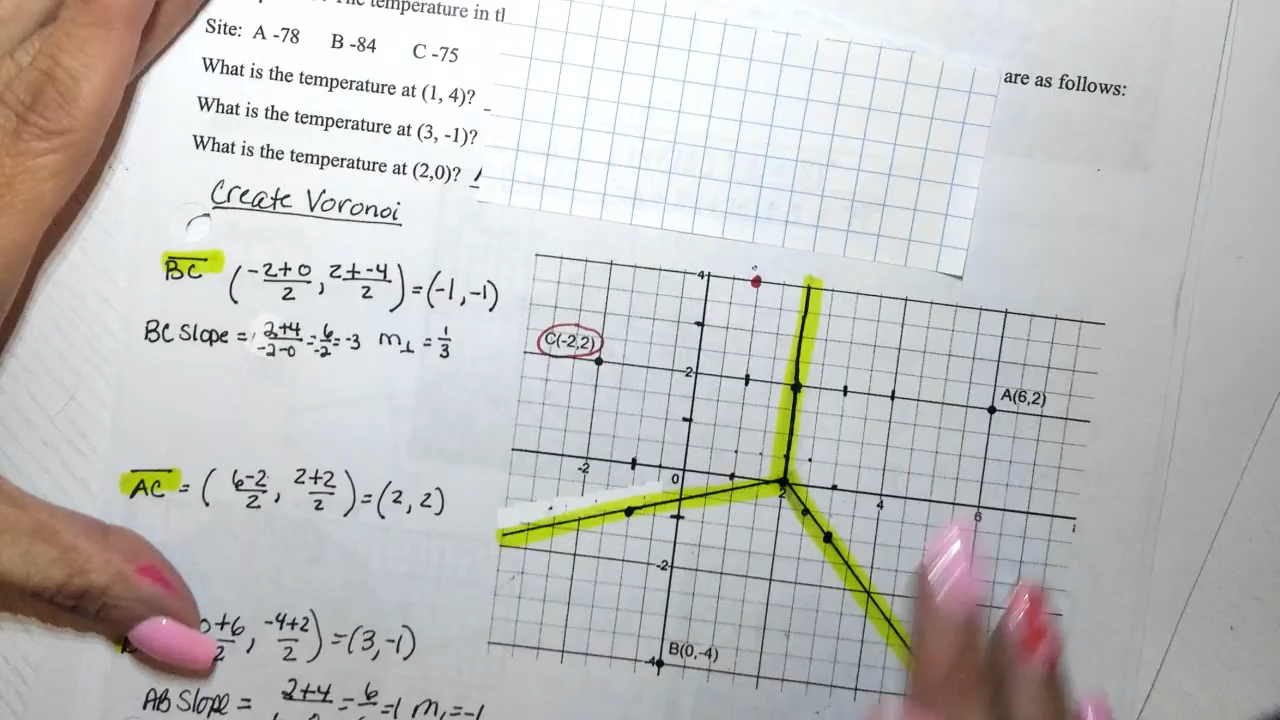 temperature in
Site: A -78 B -84 C -75
are as follows:
What is the temperature at (1, 4)?
What is the temperature at (3, -1)?
What is the temperature at (2,0)?
Create Voronoi
BC (-2+0/2, 2+-4/2) = (-1, -1)
BC Slope = 2+4/-2-0 = 6/-2 = -3 m⊥ = 1/3
AC = (6-2/2, 2+2/2) = (2, 2)
0+6/2, -4+2/2) = (3, -1)
AB Slope = 2+4 = 6 = 1 m⊥ = -1
4
C(-2,2)
2
A(6,2)
-2
0
2
4
6
-2
B(0,-4)
-4